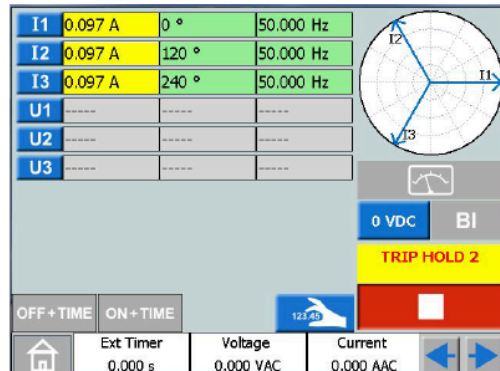 I1 0.097 A 0 ° 50.000 Hz
I2 0.097 A 120 ° 50.000 Hz
I3 0.097 A 240 ° 50.000 Hz
U1 ----- ----- -----
U2 ----- ----- -----
U3 ----- ----- -----
I2
I1
I3
0 VDC BI
TRIP HOLD 2
OFF+TIME ON+TIME 123.45
Ext Timer Voltage Current
0.000 s 0.000 VAC 0.000 AAC